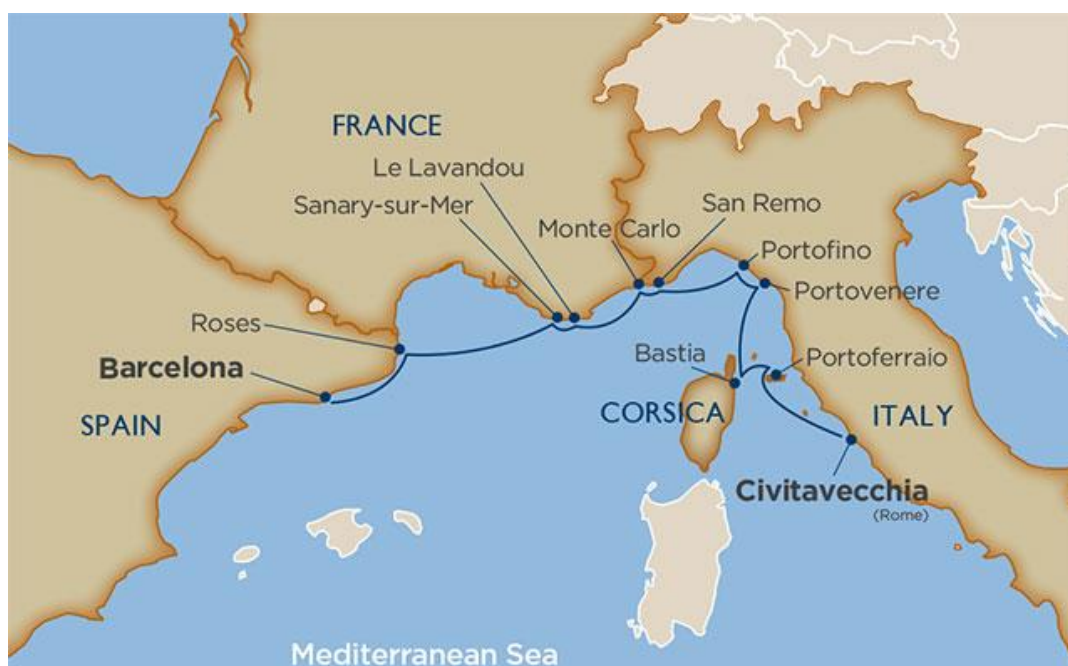 FRANCE
Le Lavandou
Sanary-sur-Mer
San Remo
Monte Carlo
Portofino
Portovenere
Roses
Barcelona
Bastia
Portoferraio
SPAIN
CORSICA
ITALY
Civitavecchia
(Rome)
Mediterranean Sea